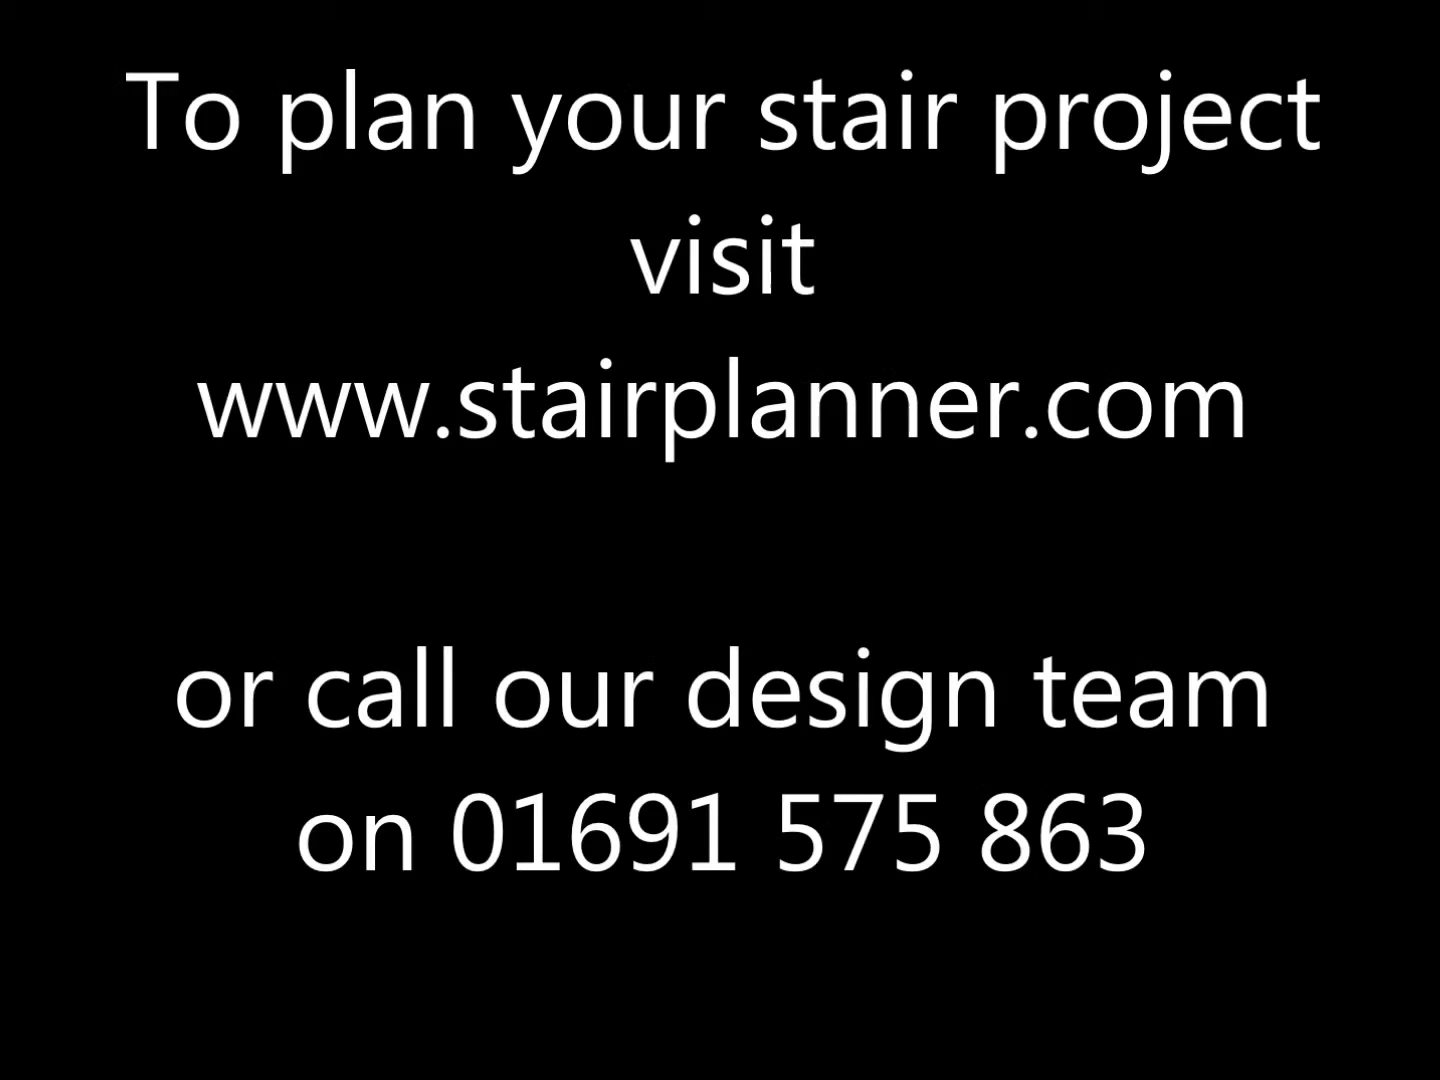 To plan your stair project
visit
www.stairplanner.com
or call our design team
on 01691 575 863